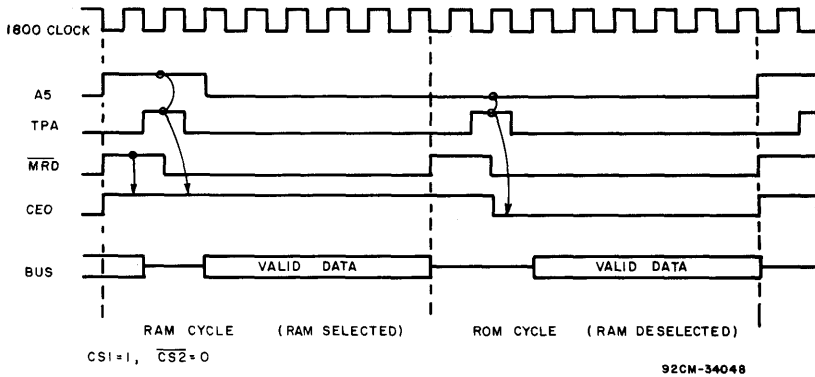 1800 CLOCK
A5
TPA
MRD
CEO
BUS
VALID DATA
VALID DATA
RAM CYCLE (RAM SELECTED)
ROM CYCLE (RAM DESELECTED)
CS1=1, CS2=0
92CM-34048